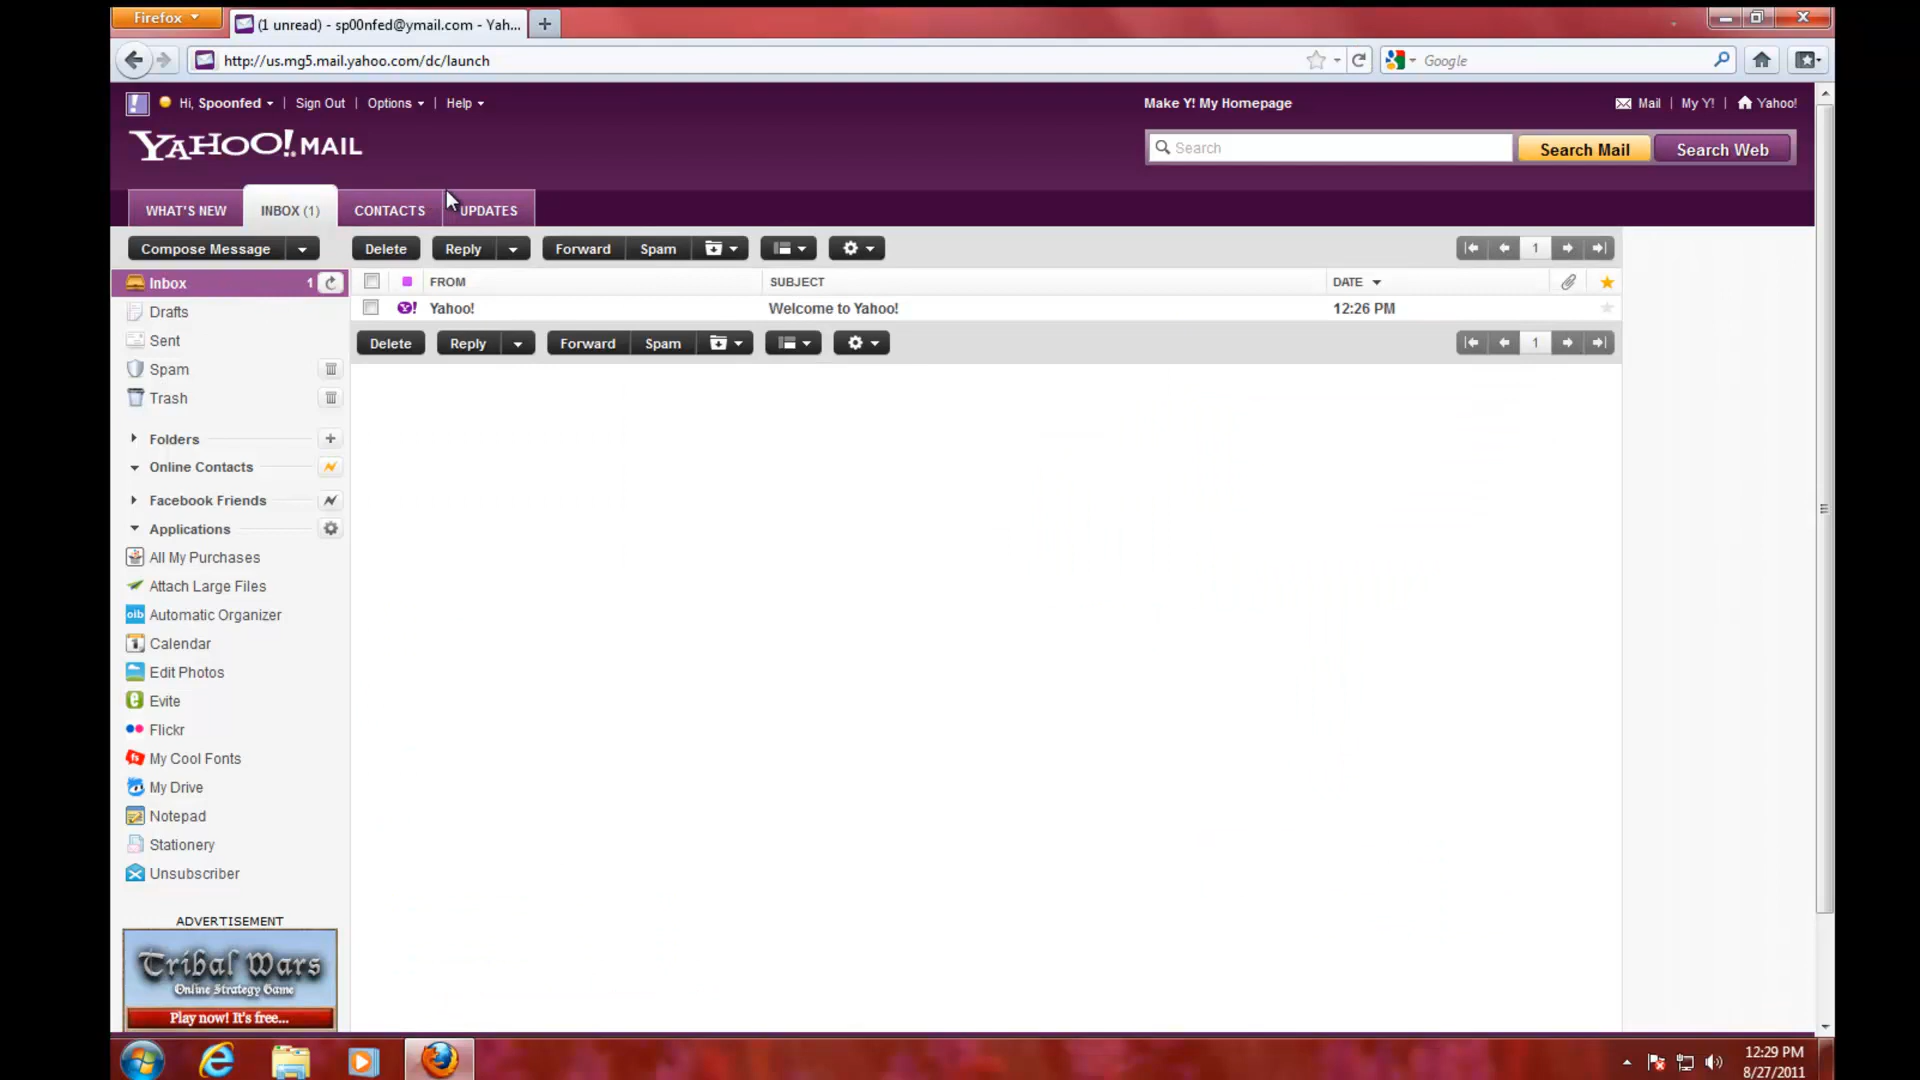 Firefox
(1 unread) - sp00nfed@ymail.com - Yah...
http://us.mg5.mail.yahoo.com/dc/launch
Google
Hi, Spoonfed | Sign Out | Options | Help
Make Y! My Homepage
Mail | My Y! | Yahoo!
YAHOO! MAIL
Search
Search Mail
Search Web
WHAT'S NEW
INBOX (1)
CONTACTS
UPDATES
Compose Message
Delete
Reply
Forward
Spam
1
Inbox 1
FROM
SUBJECT
DATE
Yahoo!
Welcome to Yahoo!
12:26 PM
Delete
Reply
Forward
Spam
1
Drafts
Sent
Spam
Trash
Folders
Online Contacts
Facebook Friends
Applications
All My Purchases
Attach Large Files
oib Automatic Organizer
1 Calendar
Edit Photos
e Evite
Flickr
My Cool Fonts
My Drive
Notepad
Stationery
Unsubscriber
ADVERTISEMENT
Tribal Wars
Online Strategy Game
Play now! It's free...
12:29 PM
8/27/2011